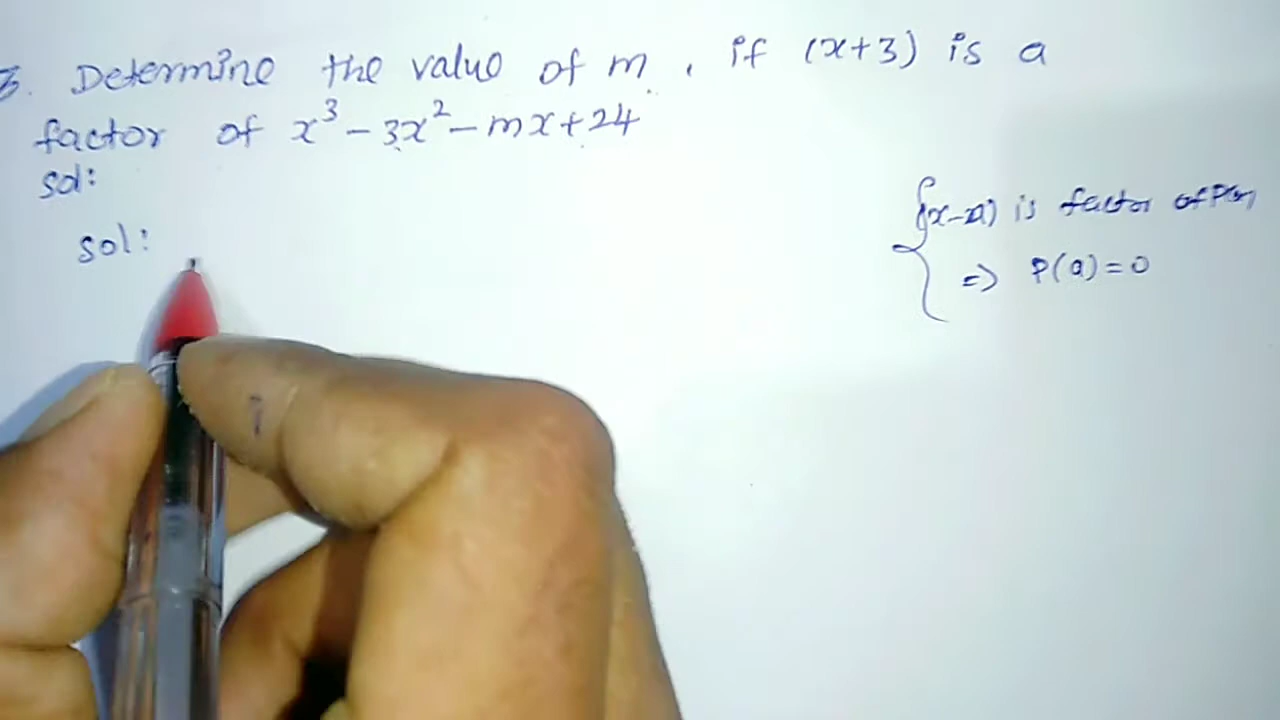 3. Determine the value of m, if (x+3) is a
factor of x³ - 3x² - mx + 24
sol:
sol:
(x-a) is factor of P(x)
=> P(a) = 0